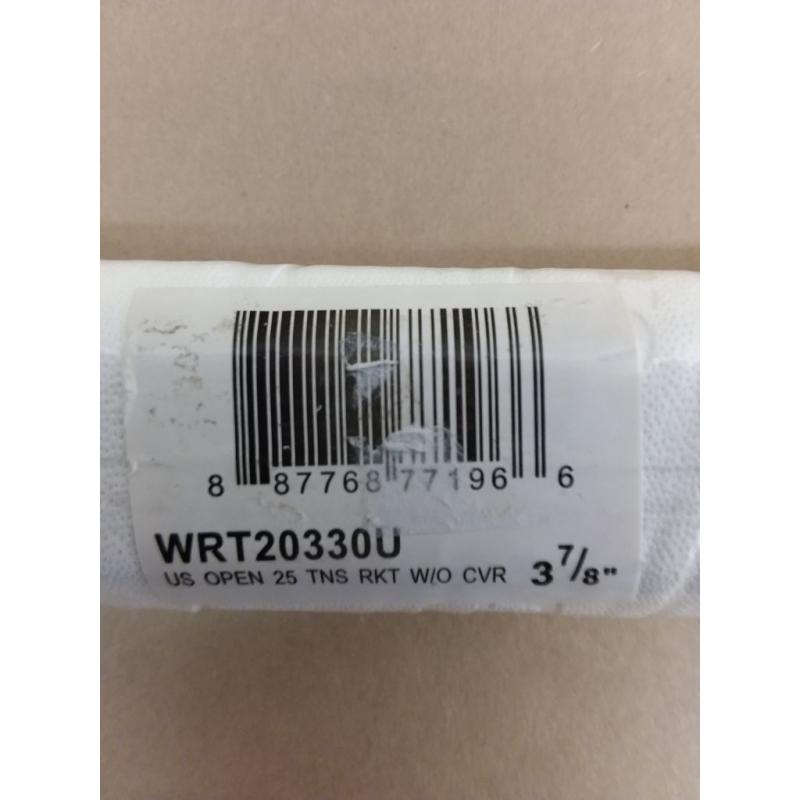 8 87768 77196 6
WRT20330U
US OPEN 25 TNS RKT W/O CVR 3 7/8"